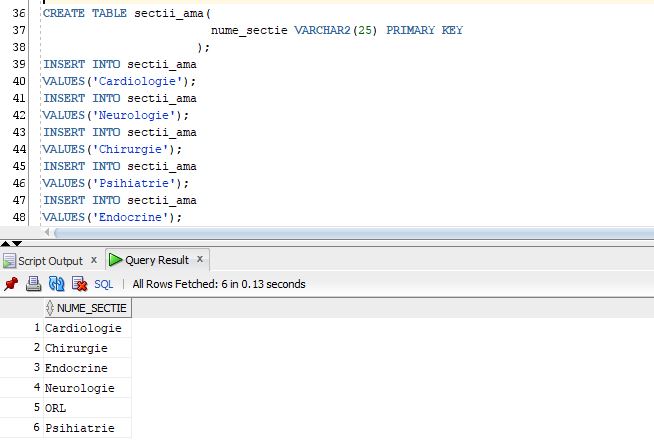 36 CREATE TABLE sectii_ama(
37 nume_sectie VARCHAR2(25) PRIMARY KEY
38 );
39 INSERT INTO sectii_ama
40 VALUES('Cardiologie');
41 INSERT INTO sectii_ama
42 VALUES('Neurologie');
43 INSERT INTO sectii_ama
44 VALUES('Chirurgie');
45 INSERT INTO sectii_ama
46 VALUES('Psihiatrie');
47 INSERT INTO sectii_ama
48 VALUES('Endocrine');
Script Output x Query Result x
SQL | All Rows Fetched: 6 in 0.13 seconds
NUME_SECTIE
1 Cardiologie
2 Chirurgie
3 Endocrine
4 Neurologie
5 ORL
6 Psihiatrie